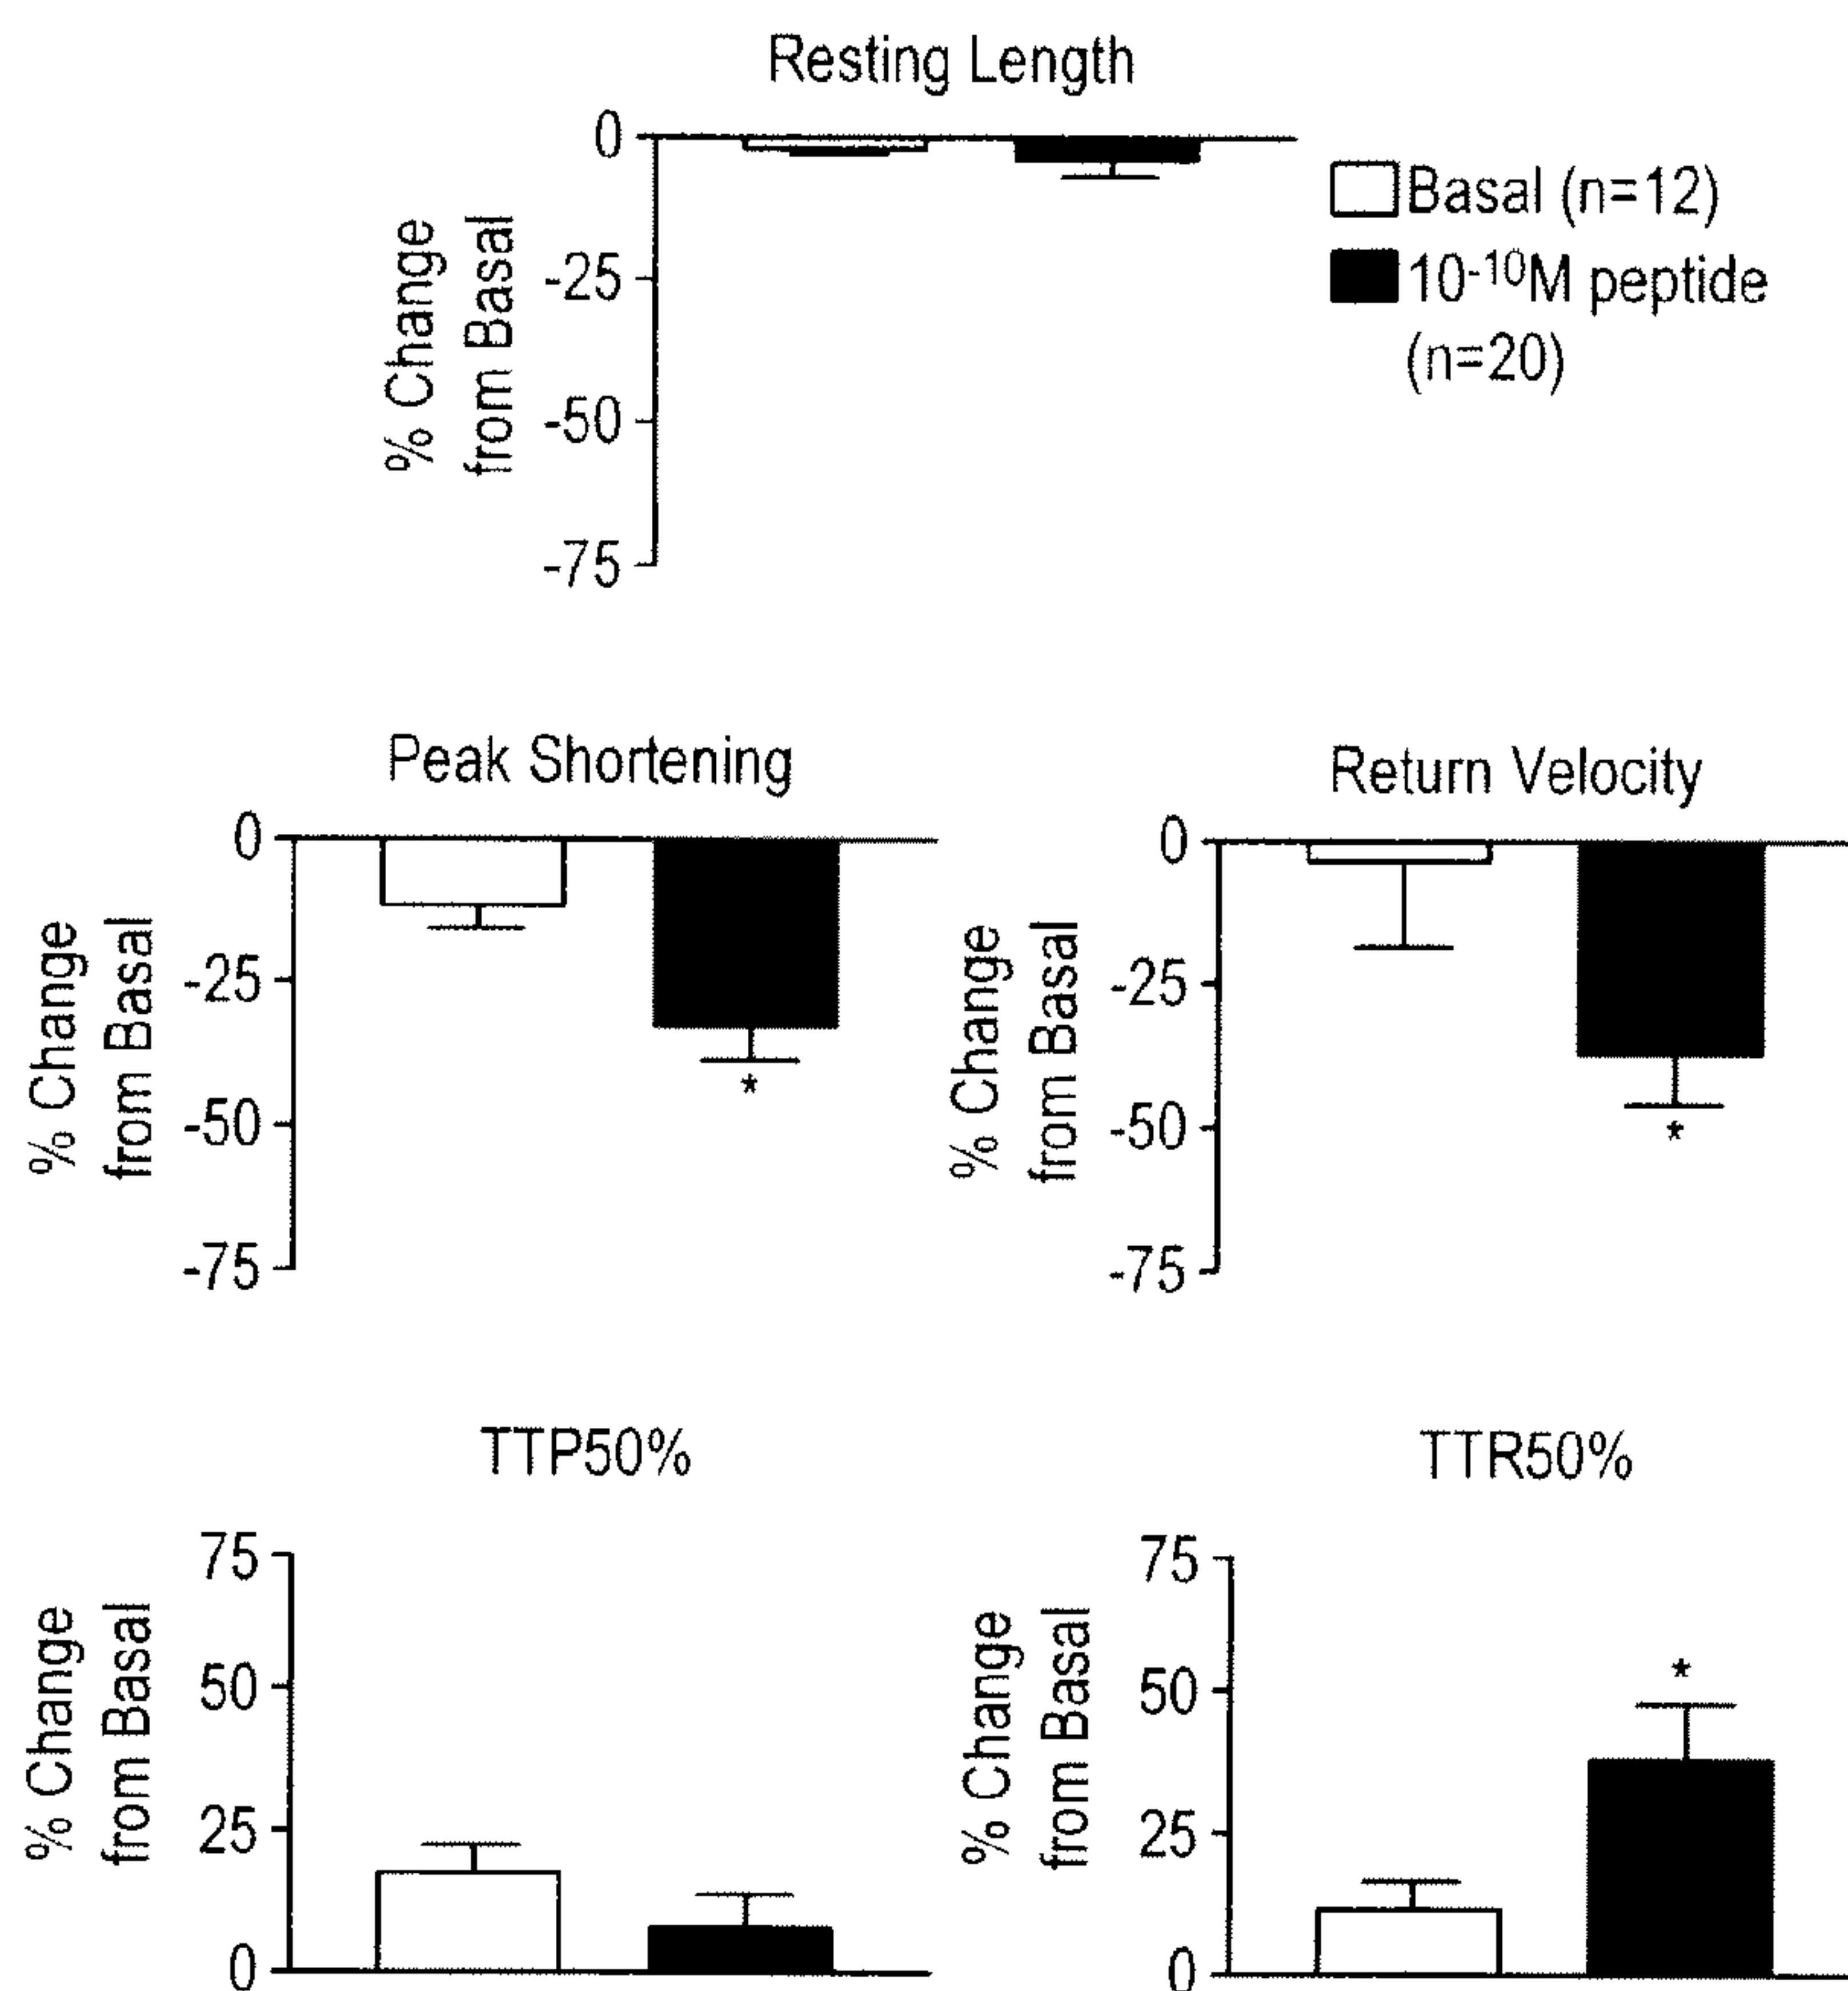 Resting Length
0
-25
-50
-75
% Change
from Basal
Basal (n=12)
10⁻¹⁰M peptide
(n=20)
Peak Shortening
0
-25
-50
-75
% Change
from Basal
*
Return Velocity
0
-25
-50
-75
% Change
from Basal
*
TTP50%
75
50
25
0
% Change
from Basal
TTR50%
75
50
25
0
% Change
from Basal
*